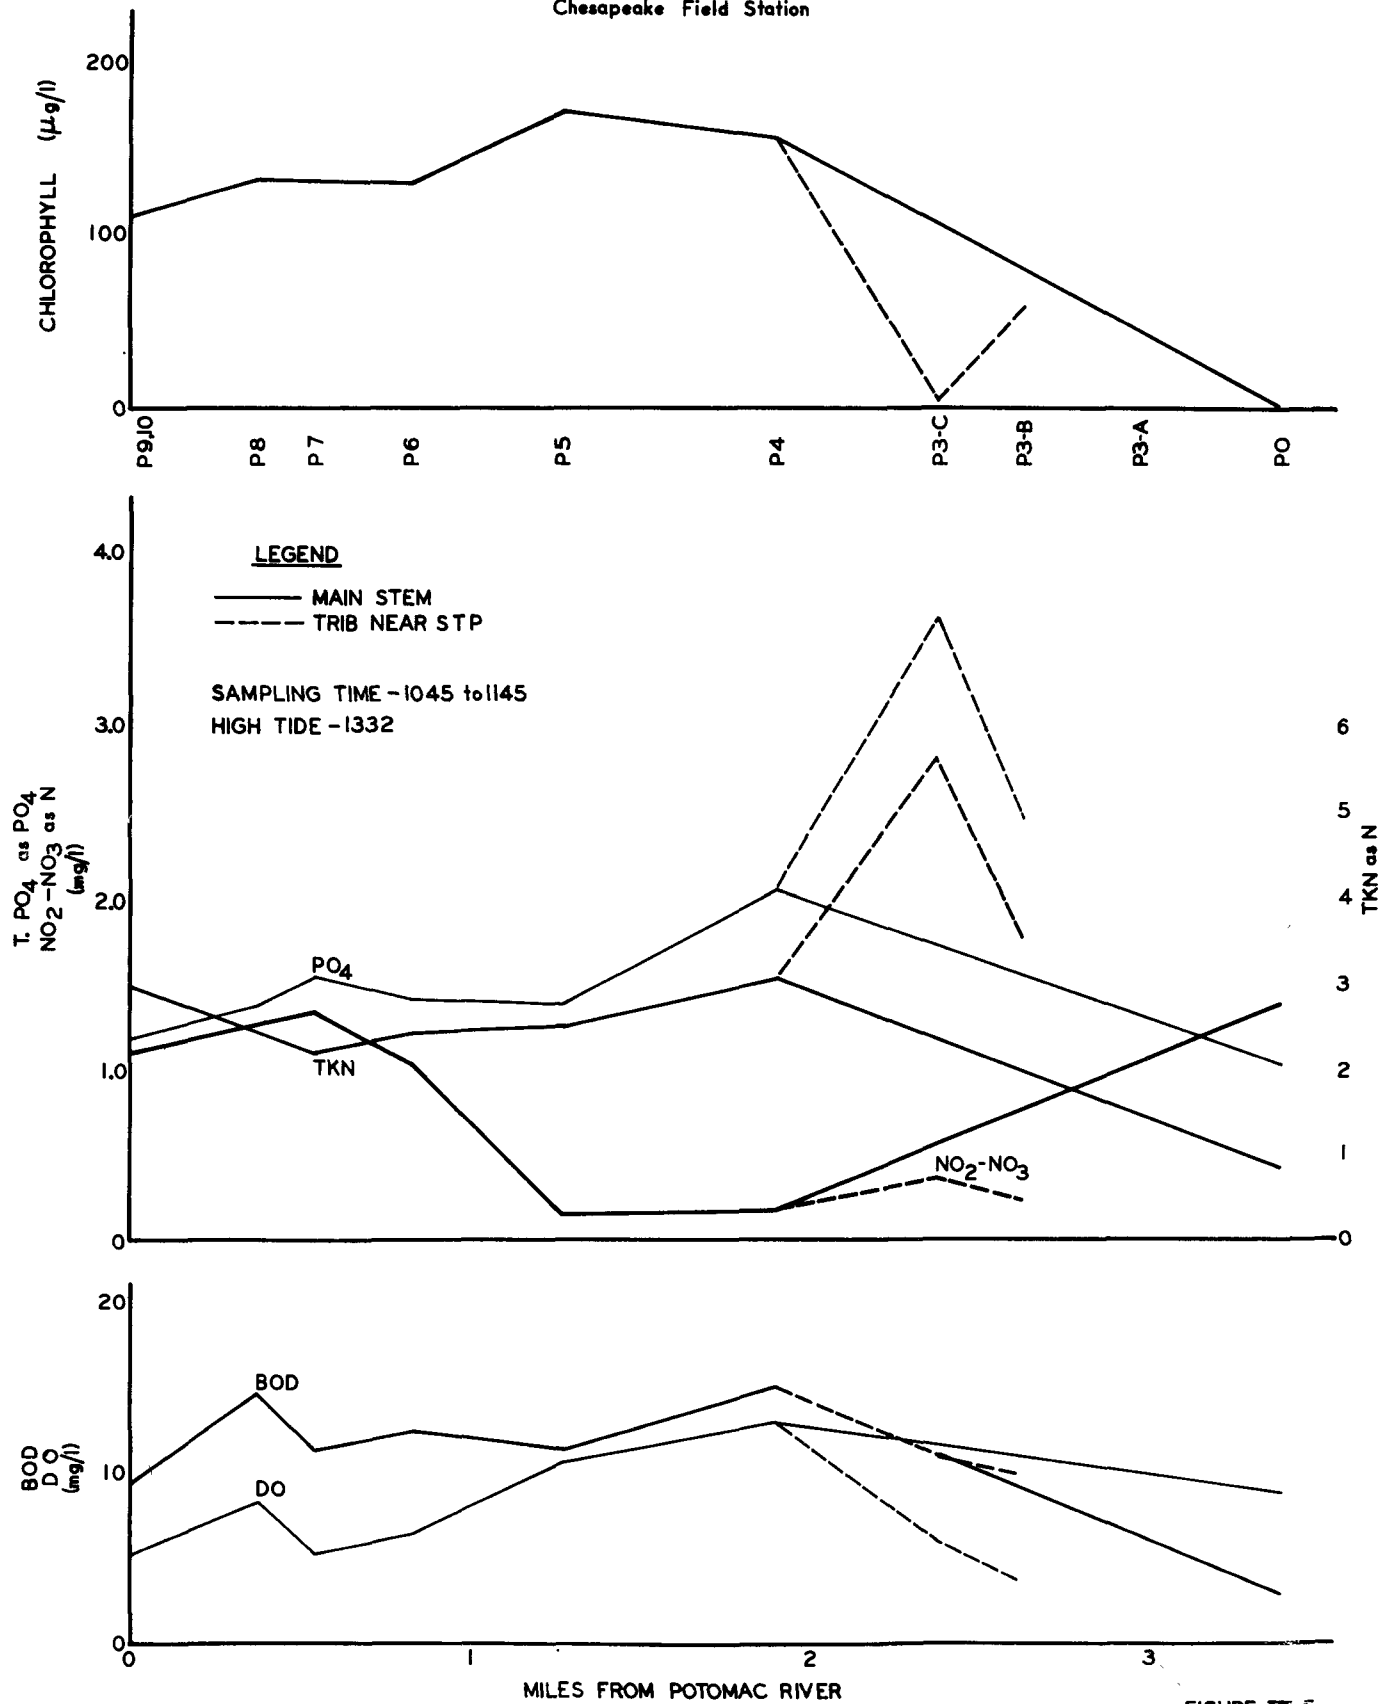 Chesapeake Field Station
CHLOROPHYLL (µg/l)
200
100
0
P9,10
P8
P7
P6
P5
P4
P3-C
P3-B
P3-A
PO
LEGEND
MAIN STEM
TRIB NEAR STP
SAMPLING TIME - 1045 to 1145
HIGH TIDE - 1332
T. PO4 as PO4
NO2-NO3 as N
(mg/l)
4.0
3.0
2.0
1.0
0
PO4
TKN
NO2-NO3
6
5
4
3
2
1
0
TKN as N
BOD
DO
(mg/l)
20
10
0
BOD
DO
0
1
2
3
MILES FROM POTOMAC RIVER